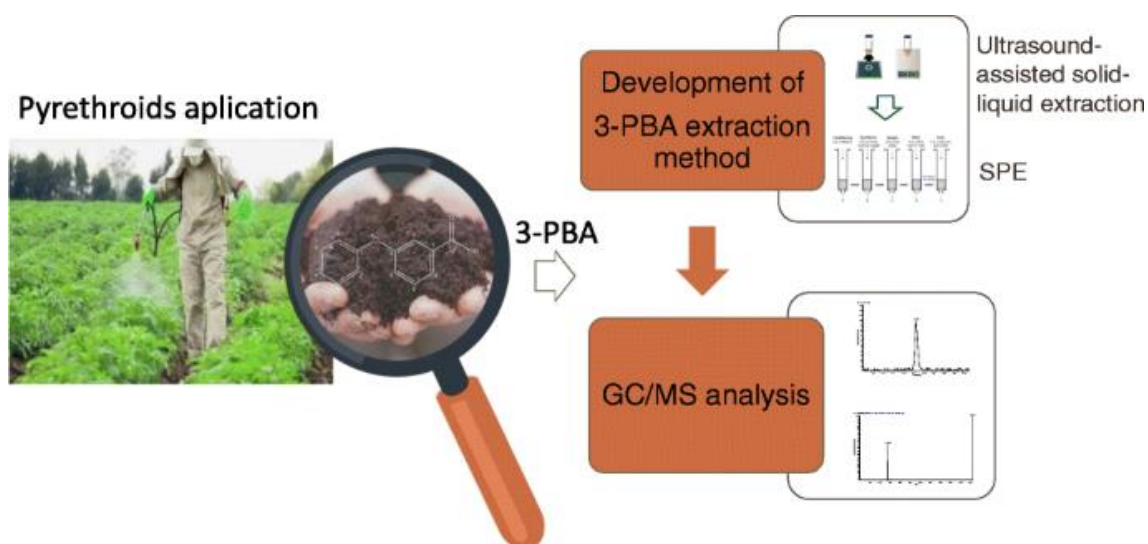 Pyrethroids aplication
3-PBA
Development of
3-PBA extraction
method
Ultrasound-
assisted solid-
liquid extraction
SPE
GC/MS analysis